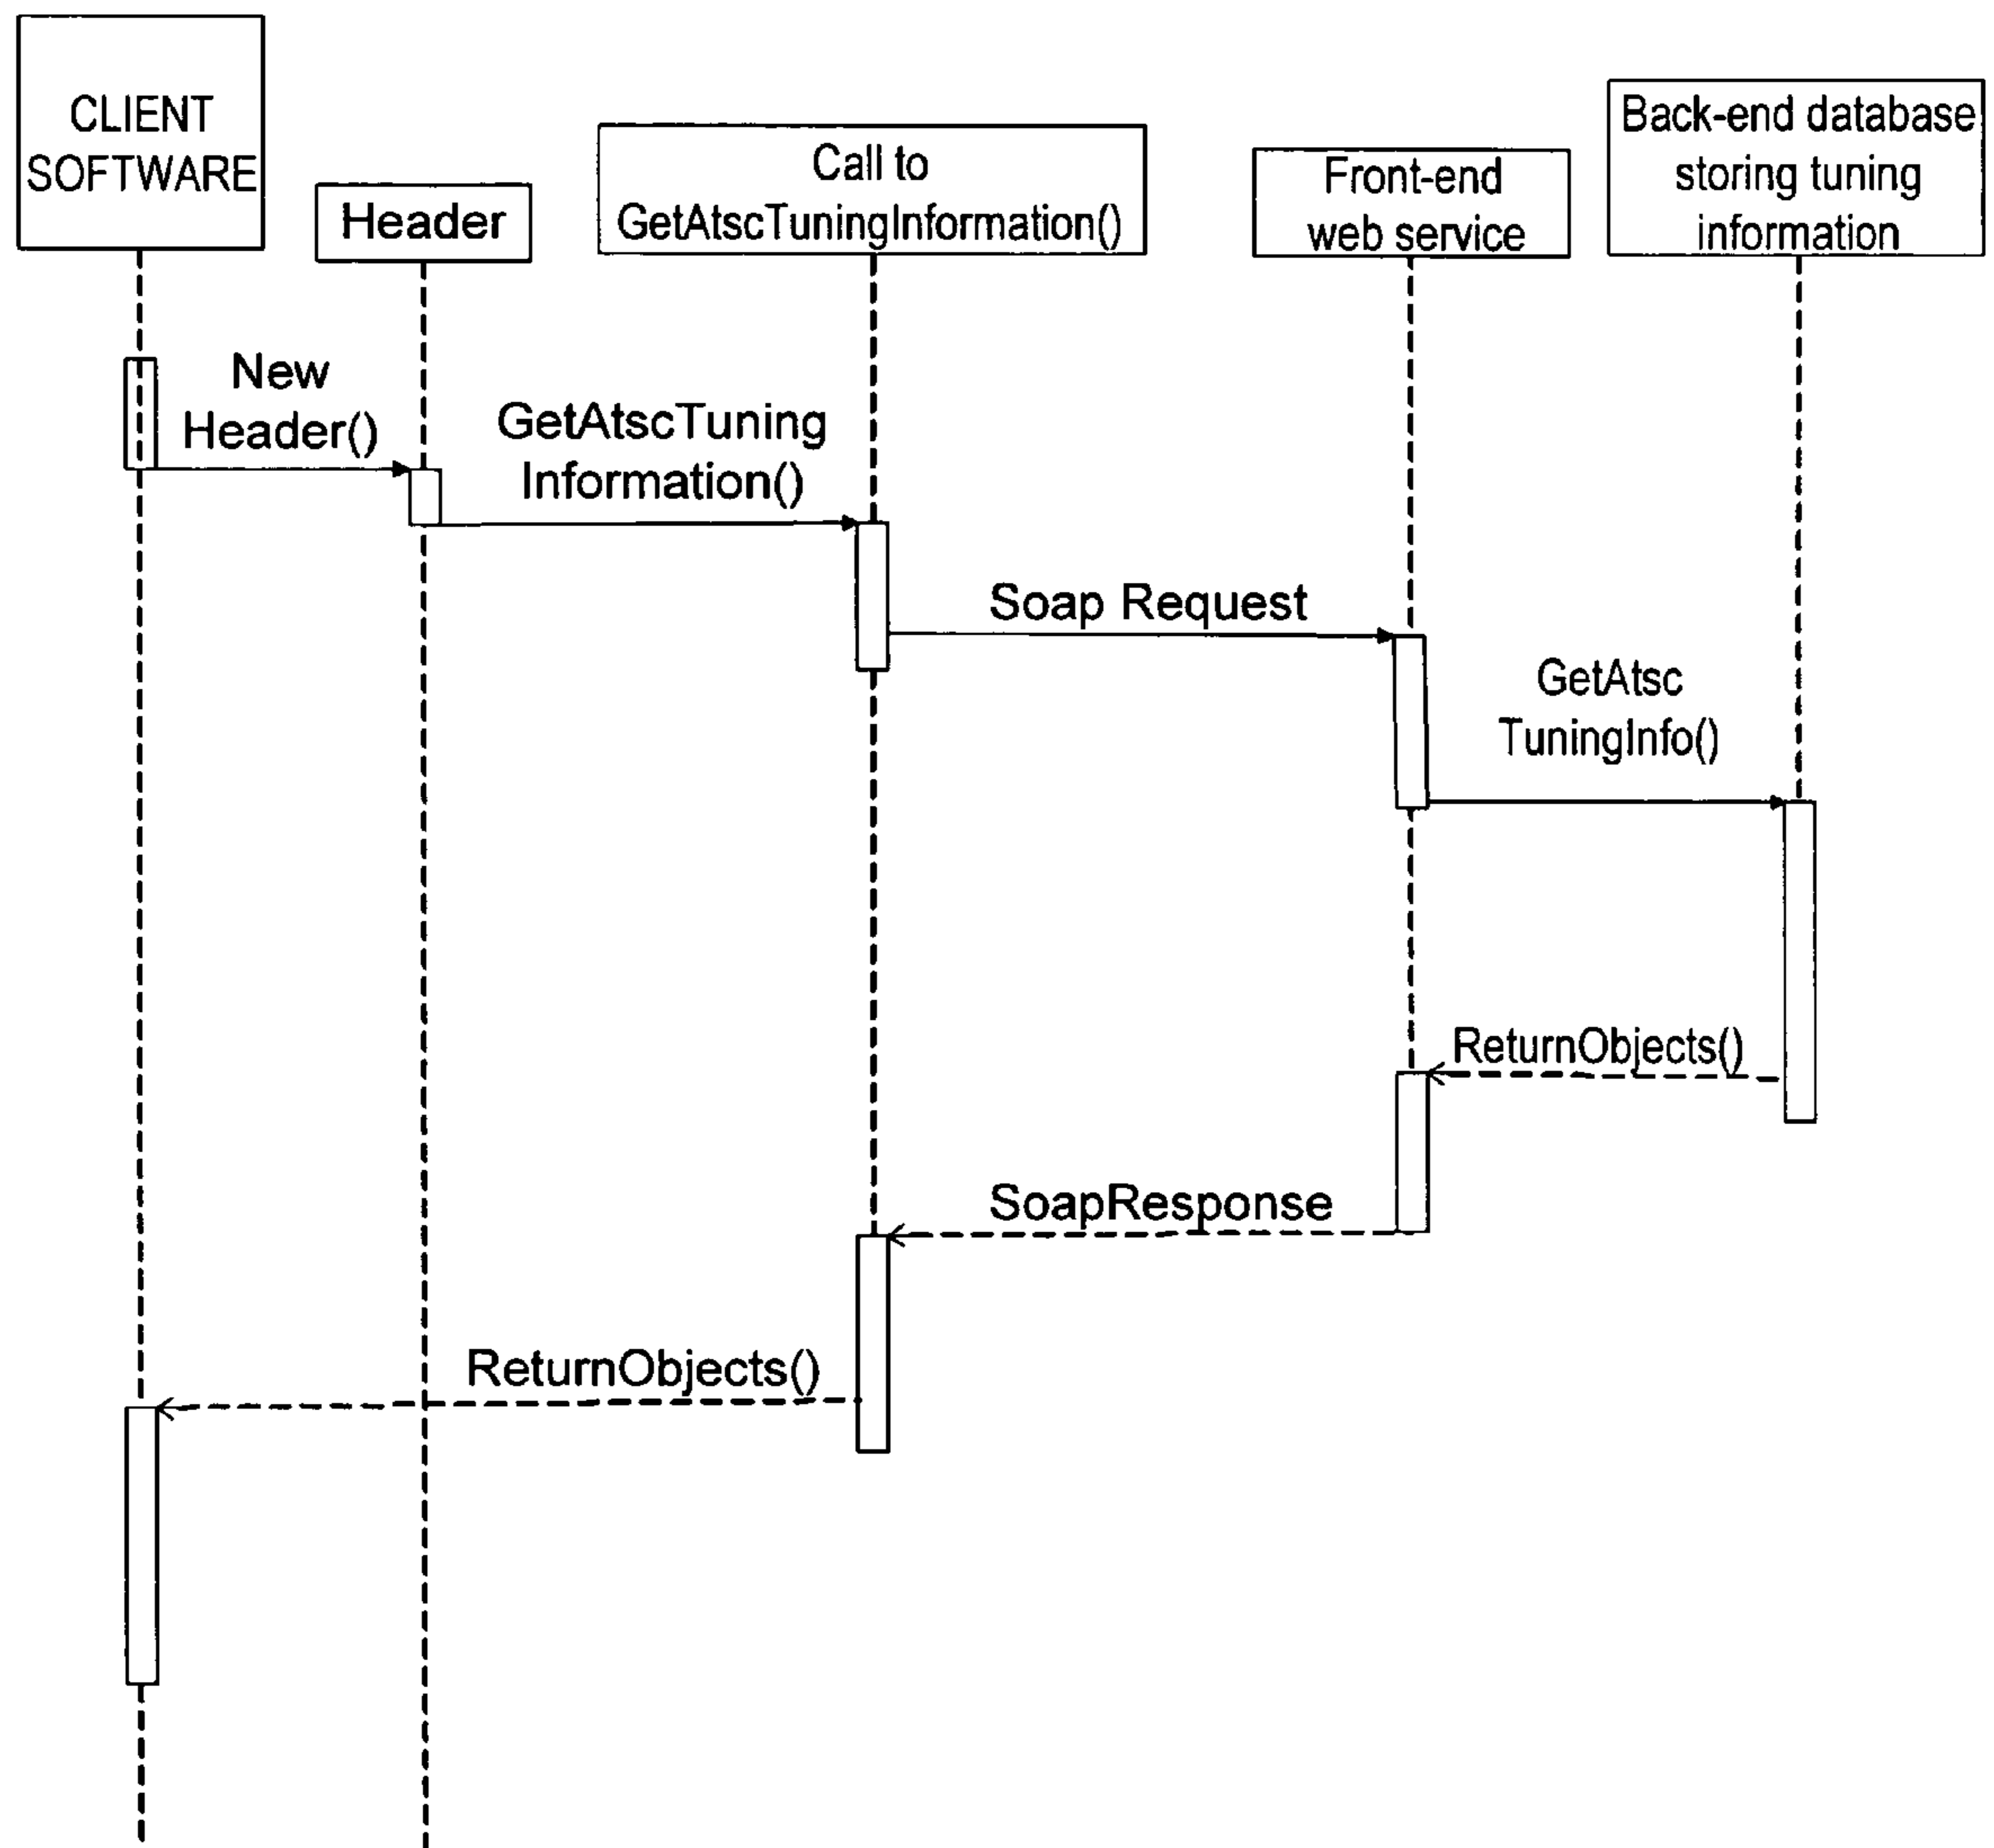 CLIENT
SOFTWARE
Header
Call to
GetAtscTuningInformation()
Front-end
web service
Back-end database
storing tuning
information
New
Header()
GetAtscTuning
Information()
Soap Request
GetAtsc
TuningInfo()
ReturnObjects()
SoapResponse
ReturnObjects()